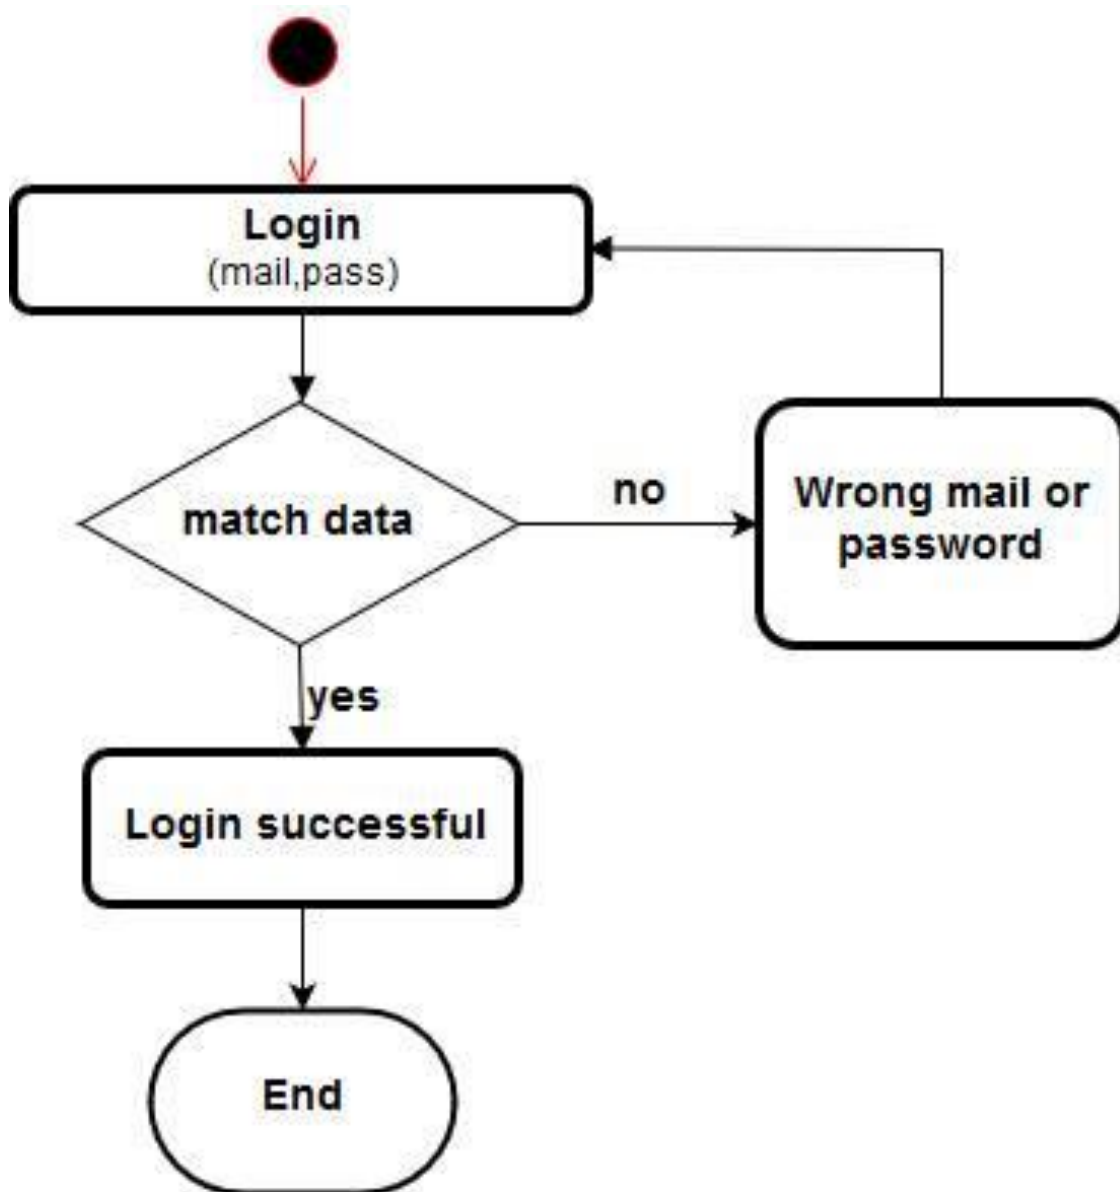 Login
(mail,pass)
match data
no
Wrong mail or
password
yes
Login successful
End